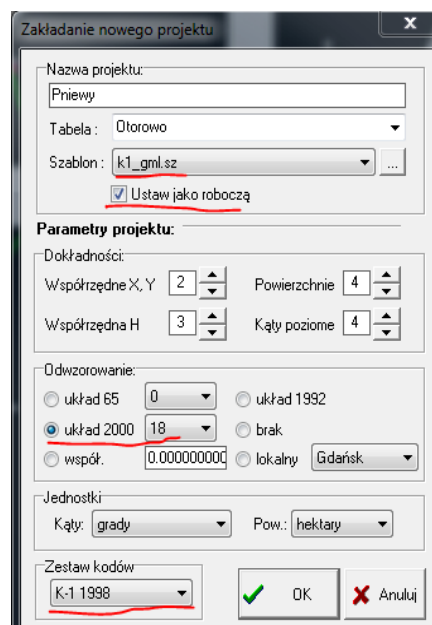 Zakładanie nowego projektu
Nazwa projektu:
Pniewy
Tabela : Otorowo
Szablon : k1_gml.sz ...
Ustaw jako roboczą
Parametry projektu:
Dokładności:
Współrzędne X, Y 2 Powierzchnie 4
Współrzędna H 3 Kąty poziome 4
Odwzorowanie:
układ 65 0 układ 1992
układ 2000 18 brak
współ. 0.000000000 lokalny Gdańsk
Jednostki
Kąty: grady Pow.: hektary
Zestaw kodów
K-1 1998 OK Anuluj